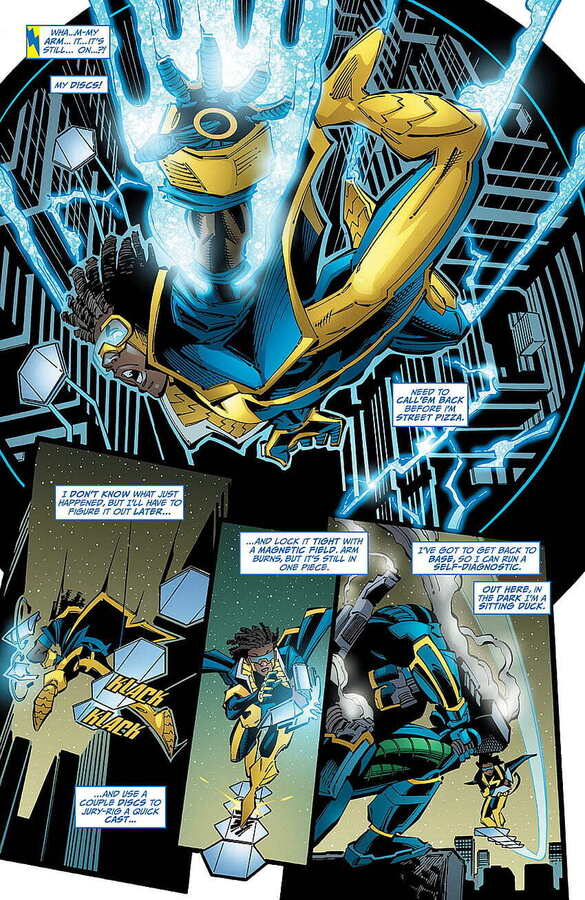 WHA...M-MY
ARM... IT...IT'S
STILL... ON...?!
MY DISCS!
NEED TO
CALL'EM BACK
BEFORE I'M
STREET PIZZA.
I DON'T KNOW WHAT JUST
HAPPENED, BUT I'LL HAVE TO
FIGURE IT OUT LATER...
KLACK
KLACK
...AND USE A
COUPLE DISCS TO
JURY-RIG A QUICK
CAST...
...AND LOCK IT TIGHT WITH
A MAGNETIC FIELD. ARM
BURNS, BUT IT'S STILL IN
ONE PIECE.
I'VE GOT TO GET BACK TO
BASE, SO I CAN RUN A
SELF-DIAGNOSTIC.
OUT HERE, IN
THE DARK I'M A
SITTING DUCK.